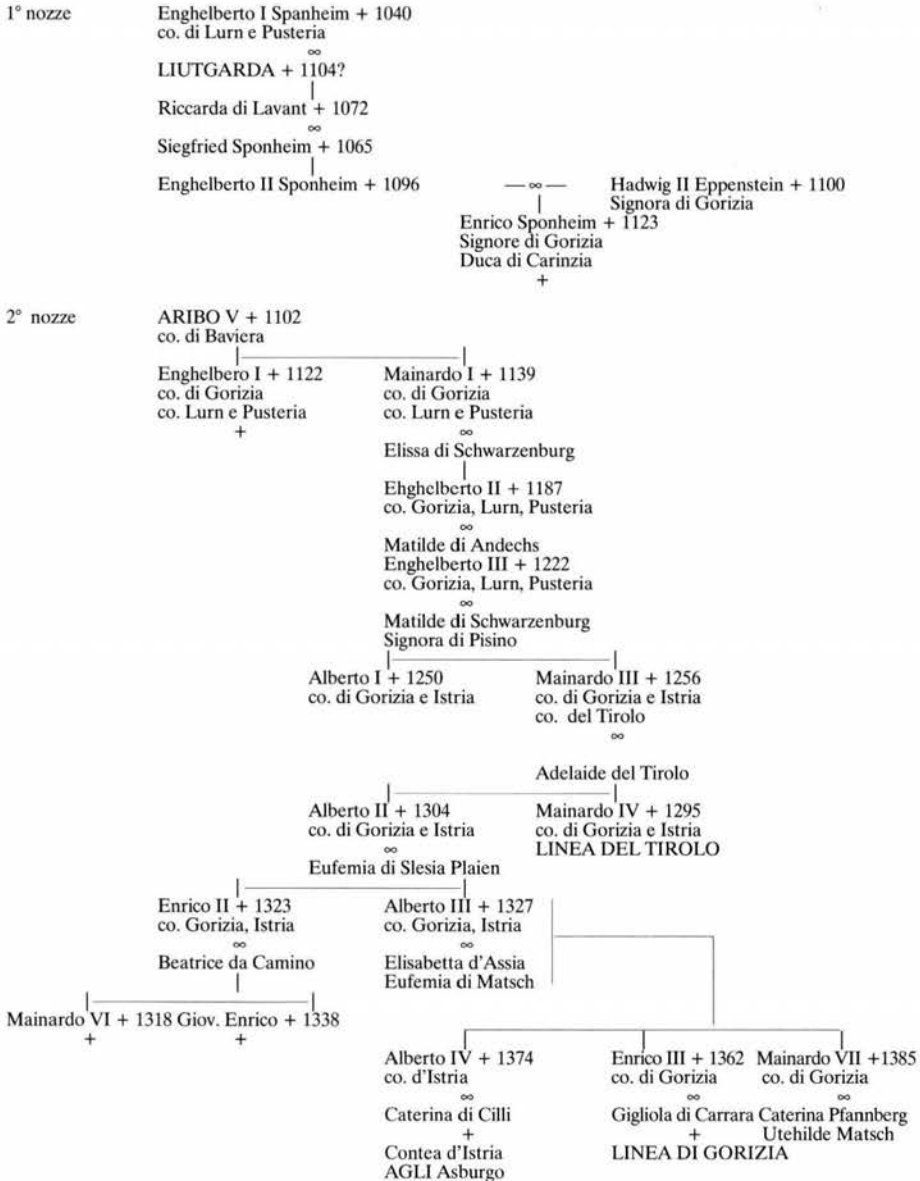 1° nozze Enghelberto I Spanheim + 1040
co. di Lurn e Pusteria
∞
LIUTGARDA + 1104?
Riccarda di Lavant + 1072
∞
Siegfried Sponheim + 1065
Enghelberto II Sponheim + 1096 — ∞ — Hadwig II Eppenstein + 1100
Signora di Gorizia
Enrico Sponheim + 1123
Signore di Gorizia
Duca di Carinzia
+
2° nozze ARIBO V + 1102
co. di Baviera
Enghelbero I + 1122 Mainardo I + 1139
co. di Gorizia co. di Gorizia
co. Lurn e Pusteria co. Lurn e Pusteria
+ ∞
Elissa di Schwarzenburg
Ehghelberto II + 1187
co. Gorizia, Lurn, Pusteria
∞
Matilde di Andechs
Enghelberto III + 1222
co. Gorizia, Lurn, Pusteria
∞
Matilde di Schwarzenburg
Signora di Pisino
Alberto I + 1250 Mainardo III + 1256
co. di Gorizia e Istria co. di Gorizia e Istria
co. del Tirolo
∞
Adelaide del Tirolo
Alberto II + 1304 Mainardo IV + 1295
co. di Gorizia e Istria co. di Gorizia e Istria
∞ LINEA DEL TIROLO
Eufemia di Slesia Plaien
Enrico II + 1323 Alberto III + 1327
co. Gorizia, Istria co. Gorizia, Istria
∞ ∞
Beatrice da Camino Elisabetta d'Assia
Eufemia di Matsch
Mainardo VI + 1318 Giov. Enrico + 1338
+ +
Alberto IV + 1374 Enrico III + 1362 Mainardo VII +1385
co. d'Istria co. di Gorizia co. di Gorizia
∞ ∞ ∞
Caterina di Cilli Gigliola di Carrara Caterina Pfannberg
+ + Utehilde Matsch
Contea d'Istria LINEA DI GORIZIA
AGLI Asburgo